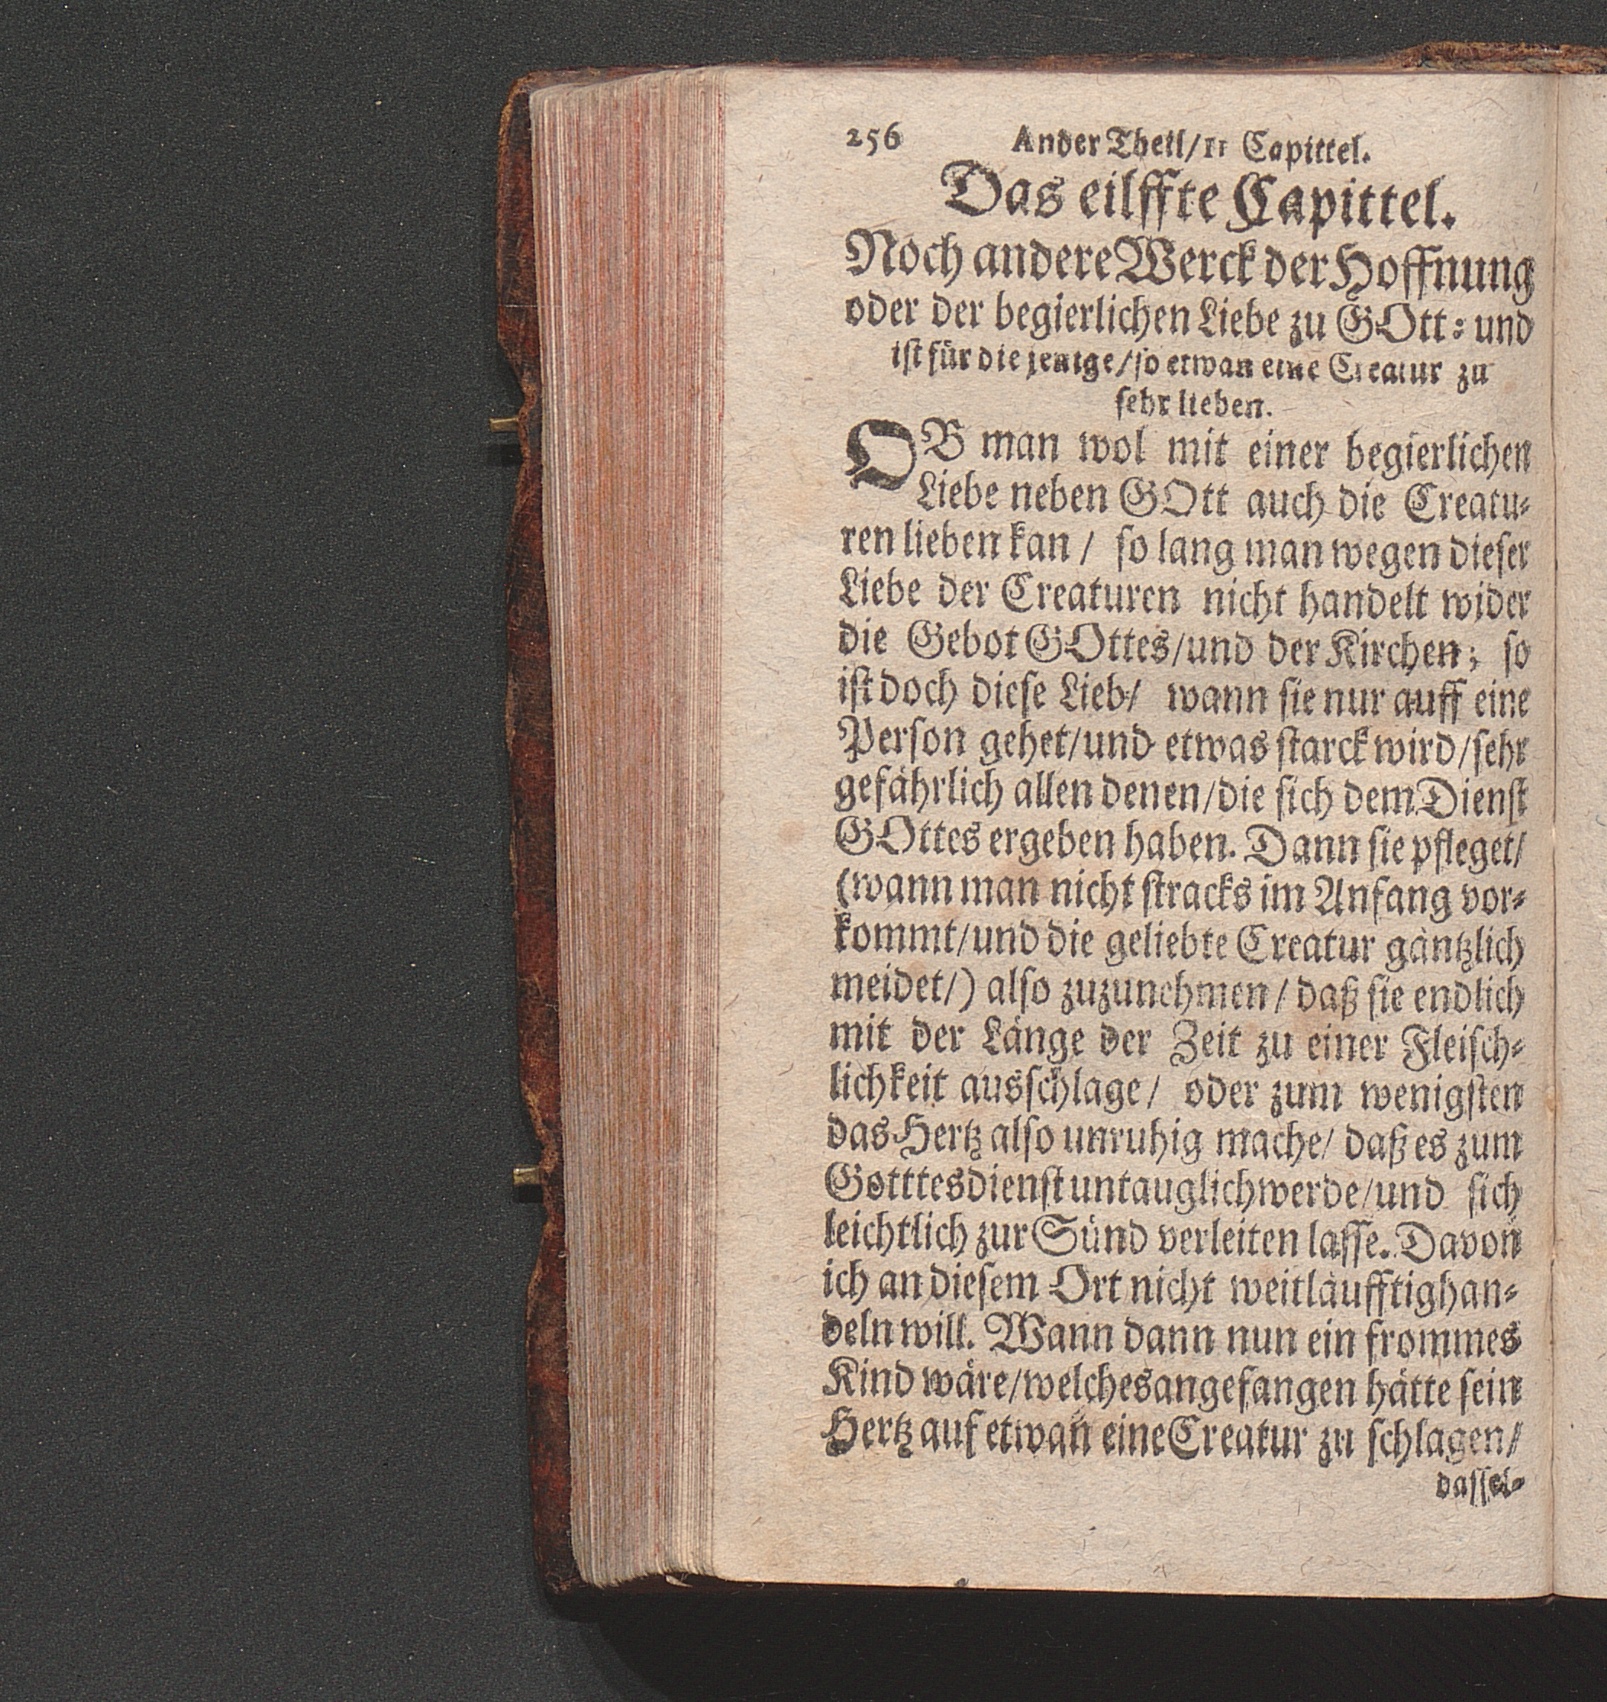 256 Ander Theil/11 Capittel.
Das eilffte Capittel.
Noch andere Werck der Hoffnung
oder der begierlichen Liebe zu GOtt: und
ist für die jenige/so etwan eine Creatur zu
sehr lieben.
OB man wol mit einer begierlichen
Liebe neben GOtt auch die Creatu-
ren lieben kan / so lang man wegen dieser
Liebe der Creaturen nicht handelt wider
die Gebot GOttes/und der Kirchen; so
ist doch diese Lieb/ wann sie nur auff eine
Person gehet/und etwas starck wird/sehr
gefährlich allen denen/die sich dem Dienst
GOttes ergeben haben. Dann sie pfleget/
(wann man nicht stracks im Anfang vor-
kommt/und die geliebte Creatur gäntzlich
meidet/) also zuzunehmen/ daß sie endlich
mit der Länge der Zeit zu einer Fleisch-
lichkeit ausschlage/ oder zum wenigsten
das Hertz also unruhig mache/ daß es zum
Gotttesdienst untauglich werde/und sich
leichtlich zur Sünd verleiten lasse. Davon
ich an diesem Ort nicht weitläufftig han-
deln will. Wann dann nun ein frommes
Kind wäre/welches angefangen hätte sein
Hertz auf etwan eine Creatur zu schlagen/
dassel-